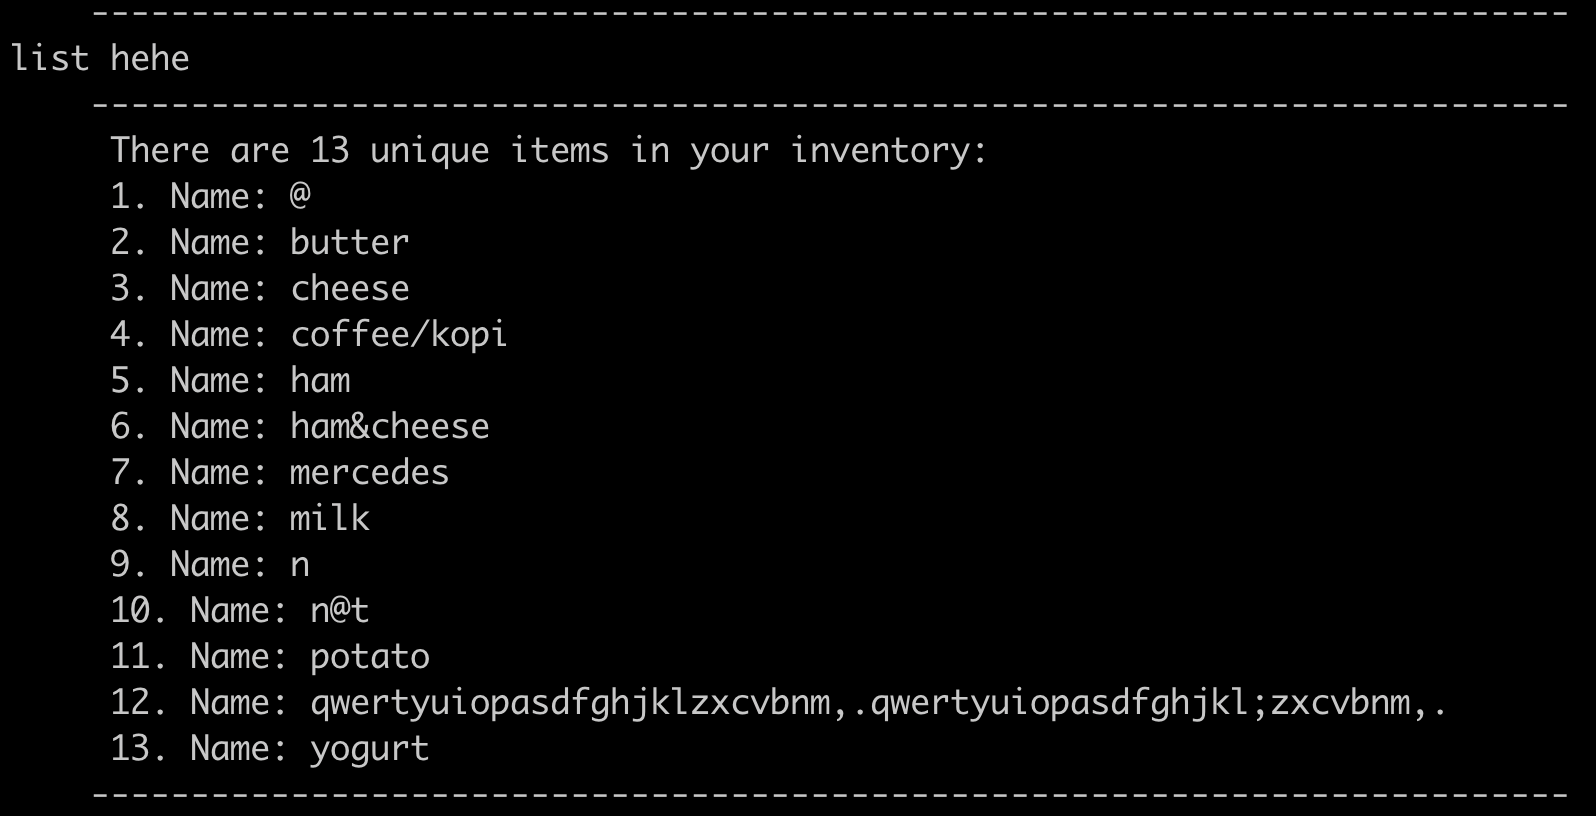 --------------------------------------------------------------------------
list hehe
--------------------------------------------------------------------------
There are 13 unique items in your inventory:
1. Name: @
2. Name: butter
3. Name: cheese
4. Name: coffee/kopi
5. Name: ham
6. Name: ham&cheese
7. Name: mercedes
8. Name: milk
9. Name: n
10. Name: n@t
11. Name: potato
12. Name: qwertyuiopasdfghjklzxcvbnm,.qwertyuiopasdfghjkl;zxcvbnm,.
13. Name: yogurt
--------------------------------------------------------------------------